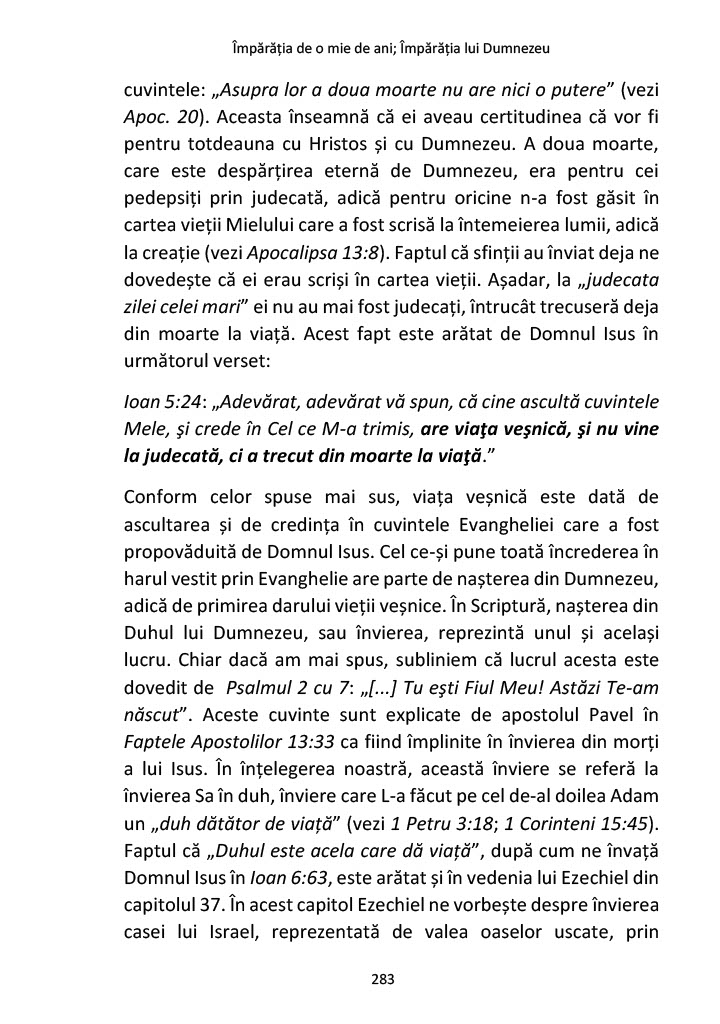 Împărăția de o mie de ani; Împărăția lui Dumnezeu
cuvintele: „Asupra lor a doua moarte nu are nici o putere” (vezi
Apoc. 20). Aceasta înseamnă că ei aveau certitudinea că vor fi
pentru totdeauna cu Hristos și cu Dumnezeu. A doua moarte,
care este despărțirea eternă de Dumnezeu, era pentru cei
pedepsiți prin judecată, adică pentru oricine n-a fost găsit în
cartea vieții Mielului care a fost scrisă la întemeierea lumii, adică
la creație (vezi Apocalipsa 13:8). Faptul că sfinții au înviat deja ne
dovedește că ei erau scriși în cartea vieții. Așadar, la „judecata
zilei celei mari” ei nu au mai fost judecați, întrucât trecuseră deja
din moarte la viață. Acest fapt este arătat de Domnul Isus în
următorul verset:
Ioan 5:24: „Adevărat, adevărat vă spun, că cine ascultă cuvintele
Mele, şi crede în Cel ce M-a trimis, are viaţa veşnică, şi nu vine
la judecată, ci a trecut din moarte la viaţă.”
Conform celor spuse mai sus, viața veșnică este dată de
ascultarea și de credința în cuvintele Evangheliei care a fost
propovăduită de Domnul Isus. Cel ce-și pune toată încrederea în
harul vestit prin Evanghelie are parte de nașterea din Dumnezeu,
adică de primirea darului vieții veșnice. În Scriptură, nașterea din
Duhul lui Dumnezeu, sau învierea, reprezintă unul și același
lucru. Chiar dacă am mai spus, subliniem că lucrul acesta este
dovedit de Psalmul 2 cu 7: „[...] Tu eşti Fiul Meu! Astăzi Te-am
născut”. Aceste cuvinte sunt explicate de apostolul Pavel în
Faptele Apostolilor 13:33 ca fiind împlinite în învierea din morți
a lui Isus. În înțelegerea noastră, această înviere se referă la
învierea Sa în duh, înviere care L-a făcut pe cel de-al doilea Adam
un „duh dătător de viață” (vezi 1 Petru 3:18; 1 Corinteni 15:45).
Faptul că „Duhul este acela care dă viață”, după cum ne învață
Domnul Isus în Ioan 6:63, este arătat și în vedenia lui Ezechiel din
capitolul 37. În acest capitol Ezechiel ne vorbește despre învierea
casei lui Israel, reprezentată de valea oaselor uscate, prin
283